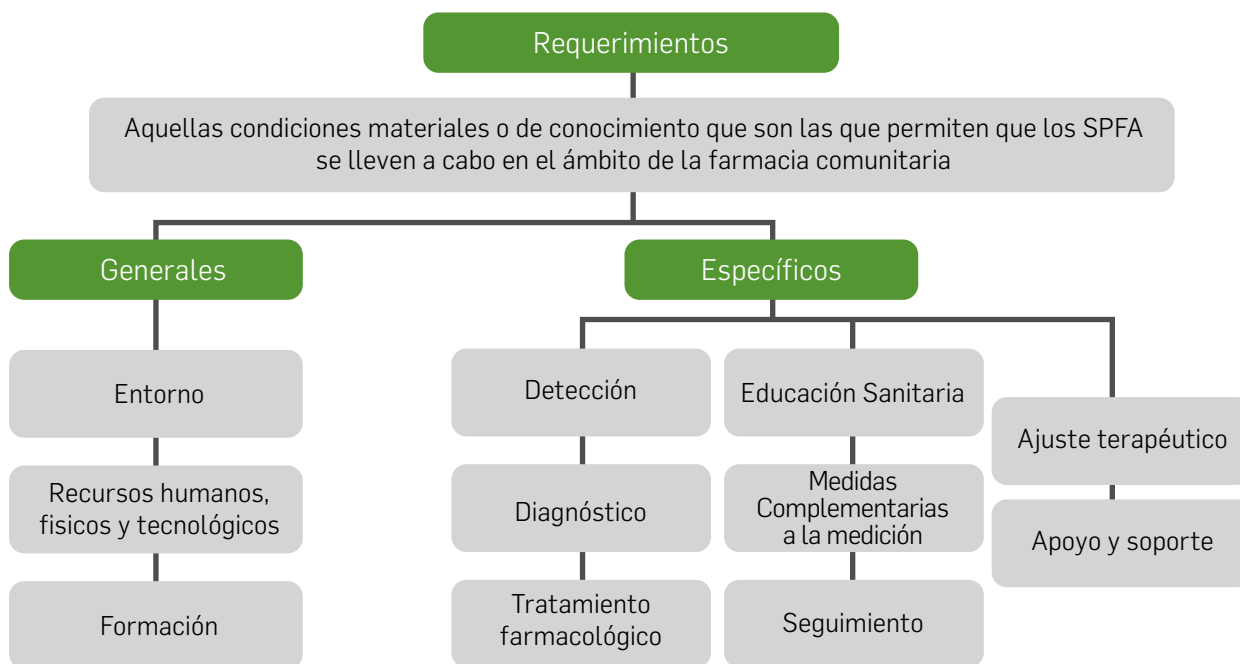 Requerimientos
Aquellas condiciones materiales o de conocimiento que son las que permiten que los SPFA
se lleven a cabo en el ámbito de la farmacia comunitaria
Generales
Entorno
Recursos humanos,
fisicos y tecnológicos
Formación
Específicos
Detección
Diagnóstico
Tratamiento
farmacológico
Educación Sanitaria
Medidas
Complementarias
a la medición
Seguimiento
Ajuste terapéutico
Apoyo y soporte